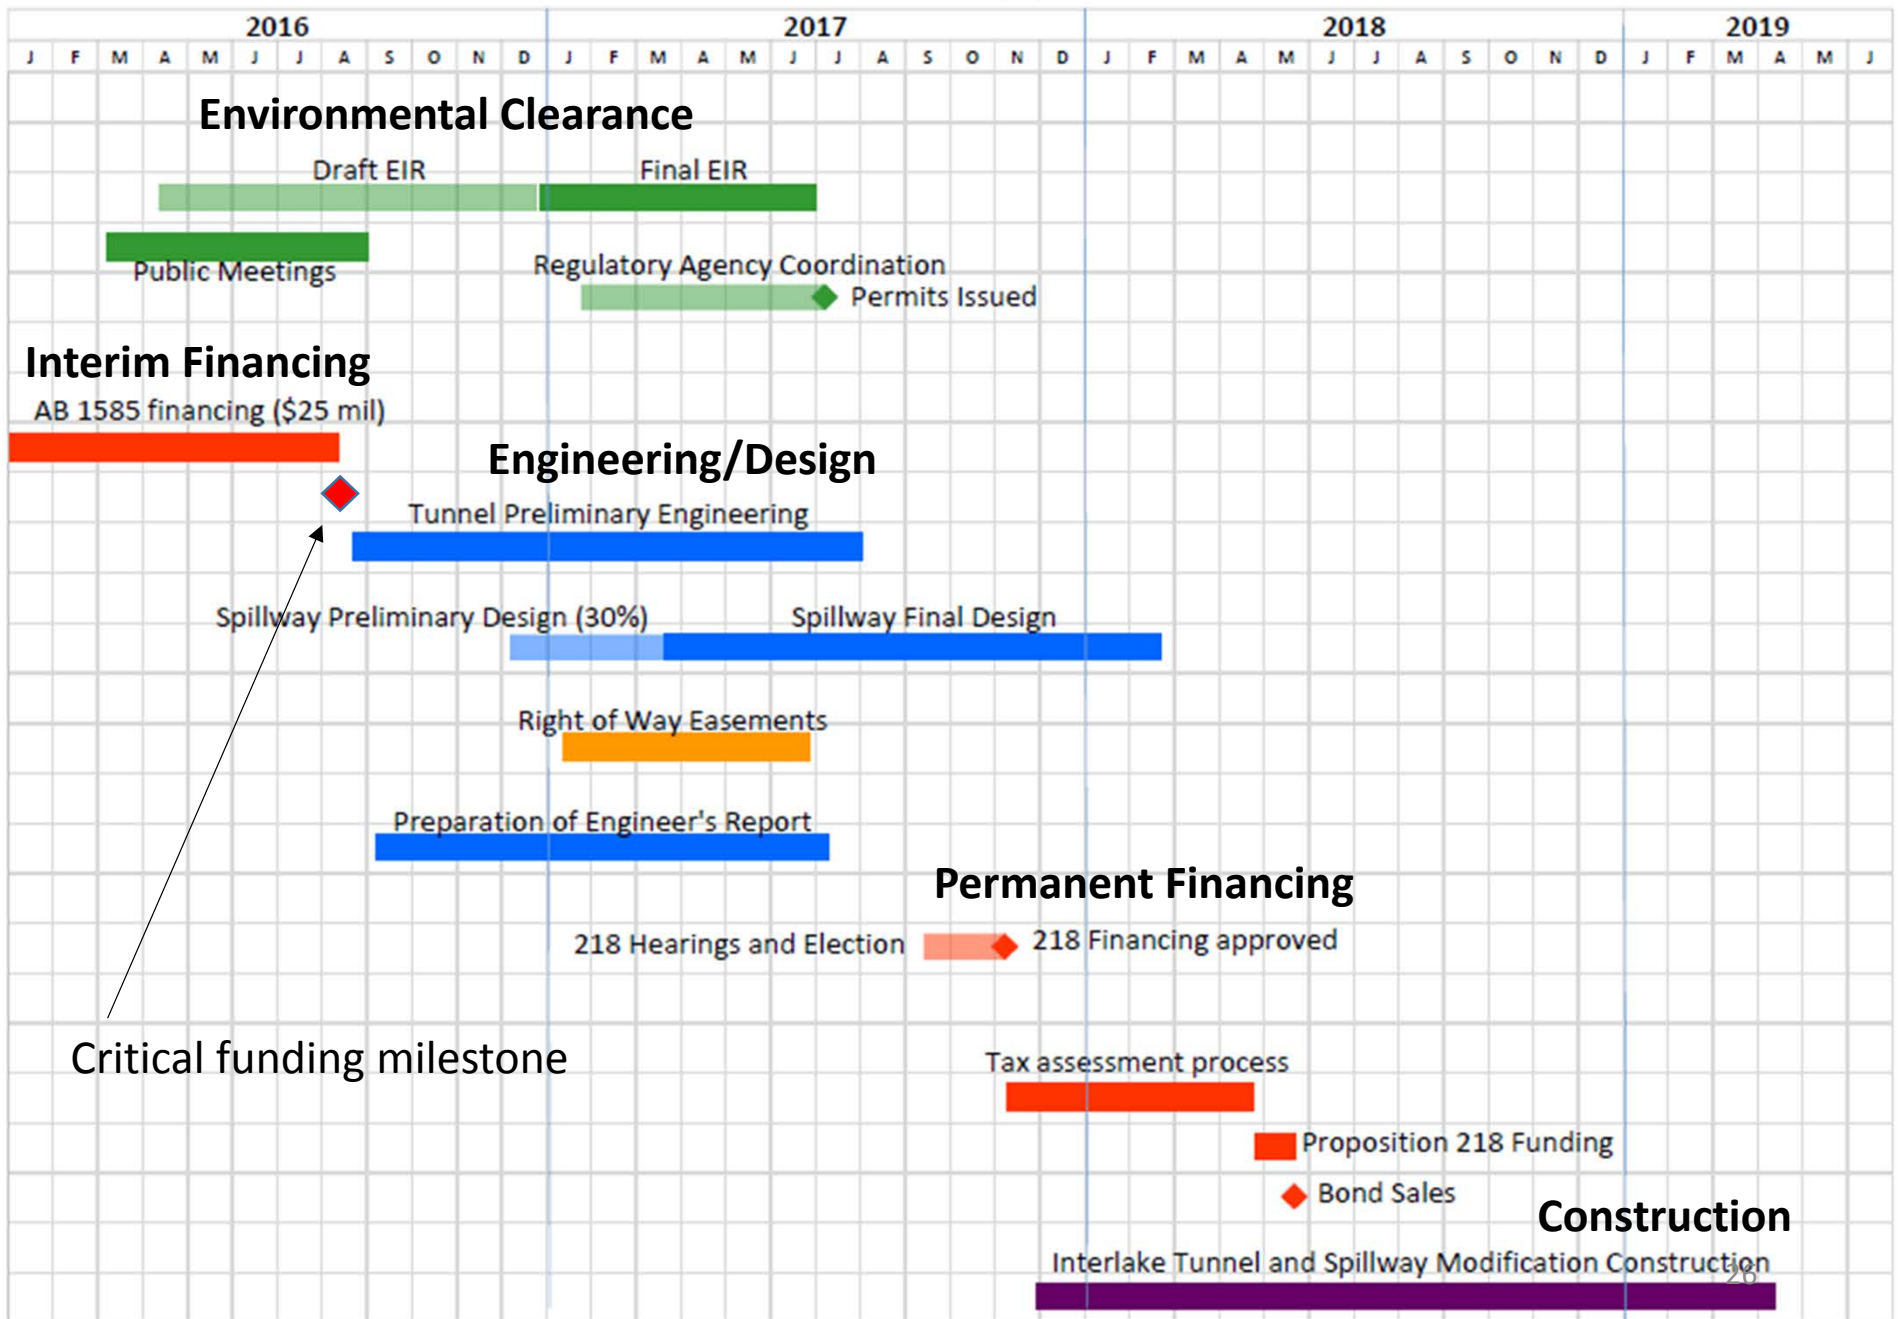 2016 2017 2018 2019
J F M A M J J A S O N D J F M A M J J A S O N D J F M A M J J A S O N D J F M A M J
Environmental Clearance
Draft EIR Final EIR
Public Meetings
Regulatory Agency Coordination
Permits Issued
Interim Financing
AB 1585 financing ($25 mil)
Engineering/Design
Tunnel Preliminary Engineering
Spillway Preliminary Design (30%) Spillway Final Design
Right of Way Easements
Preparation of Engineer's Report
Permanent Financing
218 Hearings and Election 218 Financing approved
Critical funding milestone
Tax assessment process
Proposition 218 Funding
Bond Sales
Construction
Interlake Tunnel and Spillway Modification Construction
26